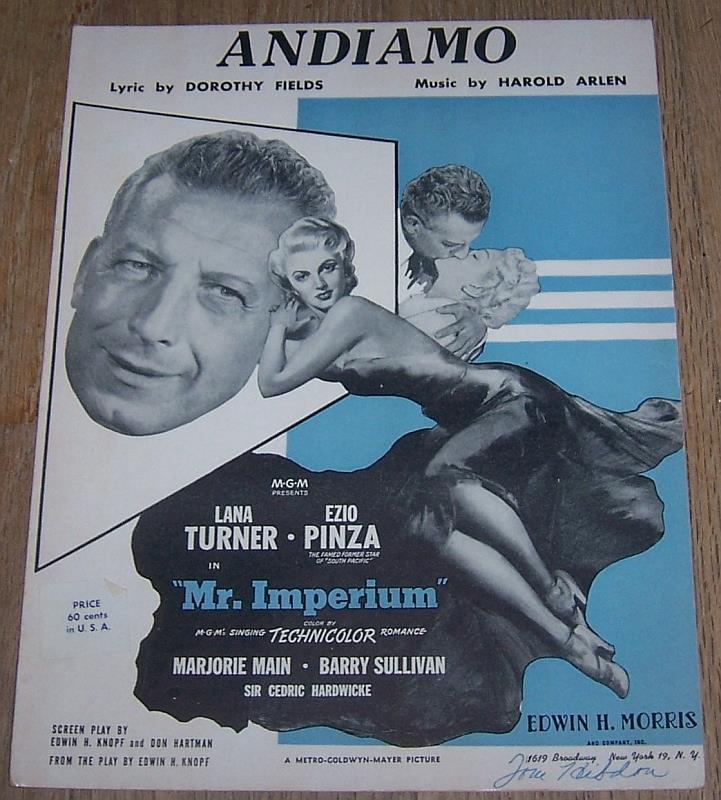 ANDIAMO
Lyric by DOROTHY FIELDS
Music by HAROLD ARLEN
M-G-M
PRESENTS
LANA TURNER · EZIO PINZA
THE FAMED FORMER STAR
OF "SOUTH PACIFIC"
IN
"Mr. Imperium"
COLOR BY
M-G-M's SINGING TECHNICOLOR ROMANCE
MARJORIE MAIN · BARRY SULLIVAN
SIR CEDRIC HARDWICKE
PRICE
60 cents
in U. S. A.
SCREEN PLAY BY
EDWIN H. KNOPF and DON HARTMAN
FROM THE PLAY BY EDWIN H. KNOPF
A METRO-GOLDWYN-MAYER PICTURE
EDWIN H. MORRIS
AND COMPANY, INC.
1619 Broadway New York 19, N. Y.